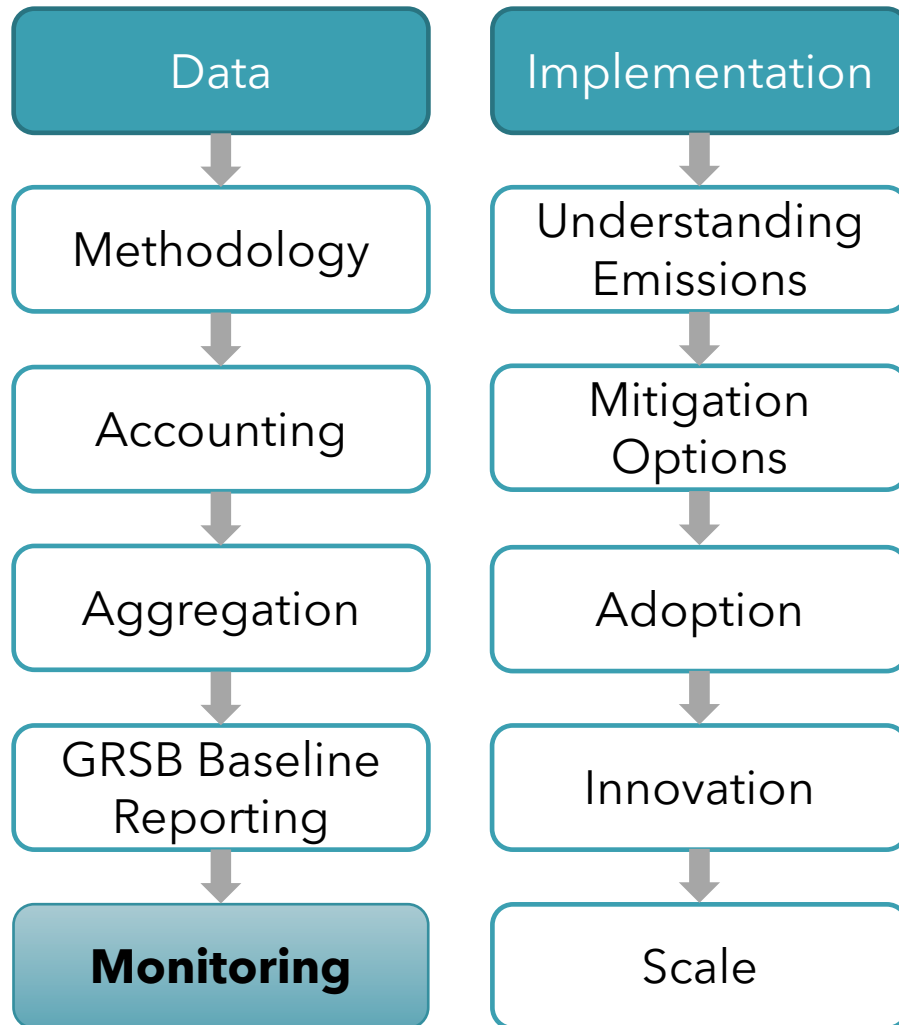 Data
Methodology
Accounting
Aggregation
GRSB Baseline
Reporting
Monitoring
Implementation
Understanding
Emissions
Mitigation
Options
Adoption
Innovation
Scale